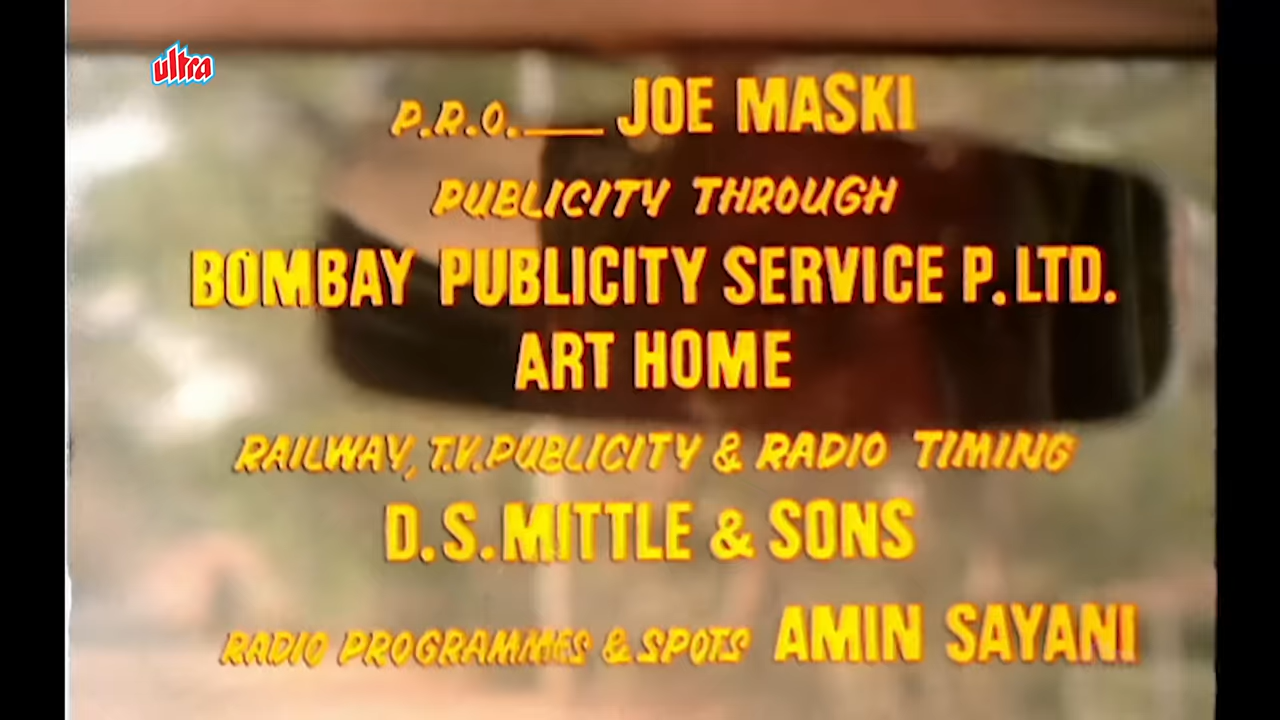 ultra
P.R.O. ___ JOE MASKI
PUBLICITY THROUGH
BOMBAY PUBLICITY SERVICE P. LTD.
ART HOME
RAILWAY, T.V. PUBLICITY & RADIO TIMING
D. S. MITTLE & SONS
RADIO PROGRAMMES & SPOTS AMIN SAYANI